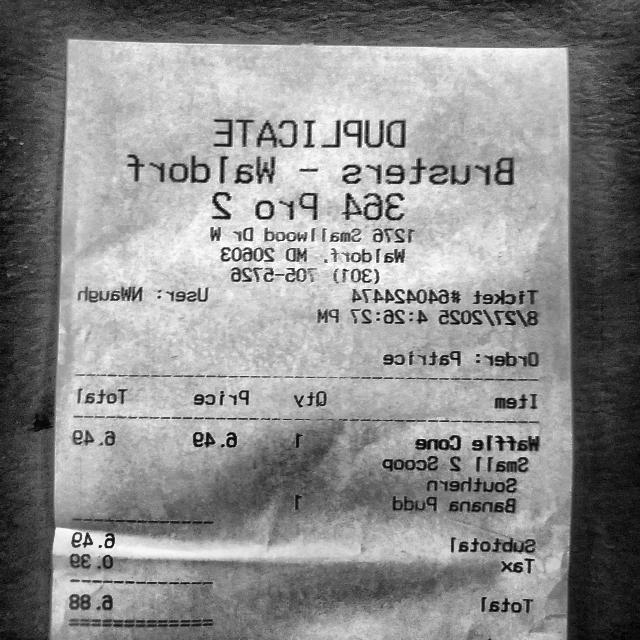 DUPLICATE
Brusters - Waldorf
364 Pro 2
1276 Smallwood Dr W
Waldorf. MD 20603
(301) 705-5726
Ticket #640424474 User: NWaugh
8/27/2025 4:26:27 PM
Order: Patrice
Item Qty Price Total
Waffle Cone 1 6.49 6.49
Small 2 Scoop
Southern
Banana Pudd 1
Subtotal 6.49
Tax 0.39
Total 6.88